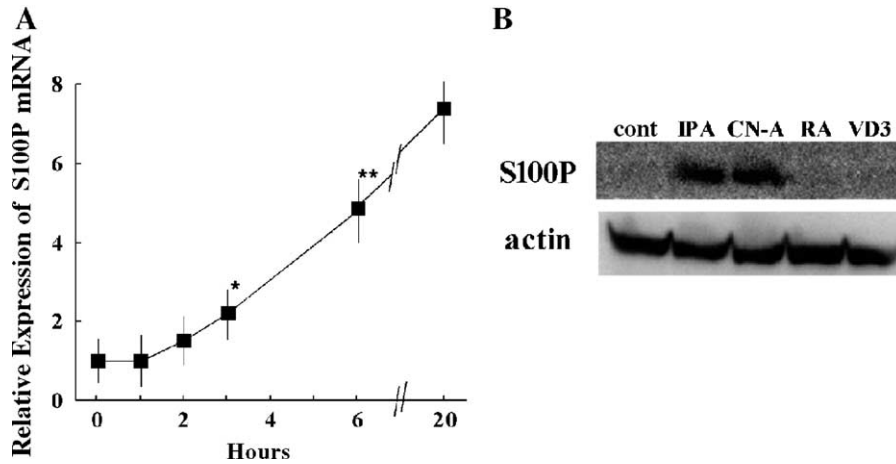 A
Relative Expression of S100P mRNA
8
6
4
2
0
*
**
0 2 4 6 20
Hours
B
cont IPA CN-A RA VD3
S100P
actin